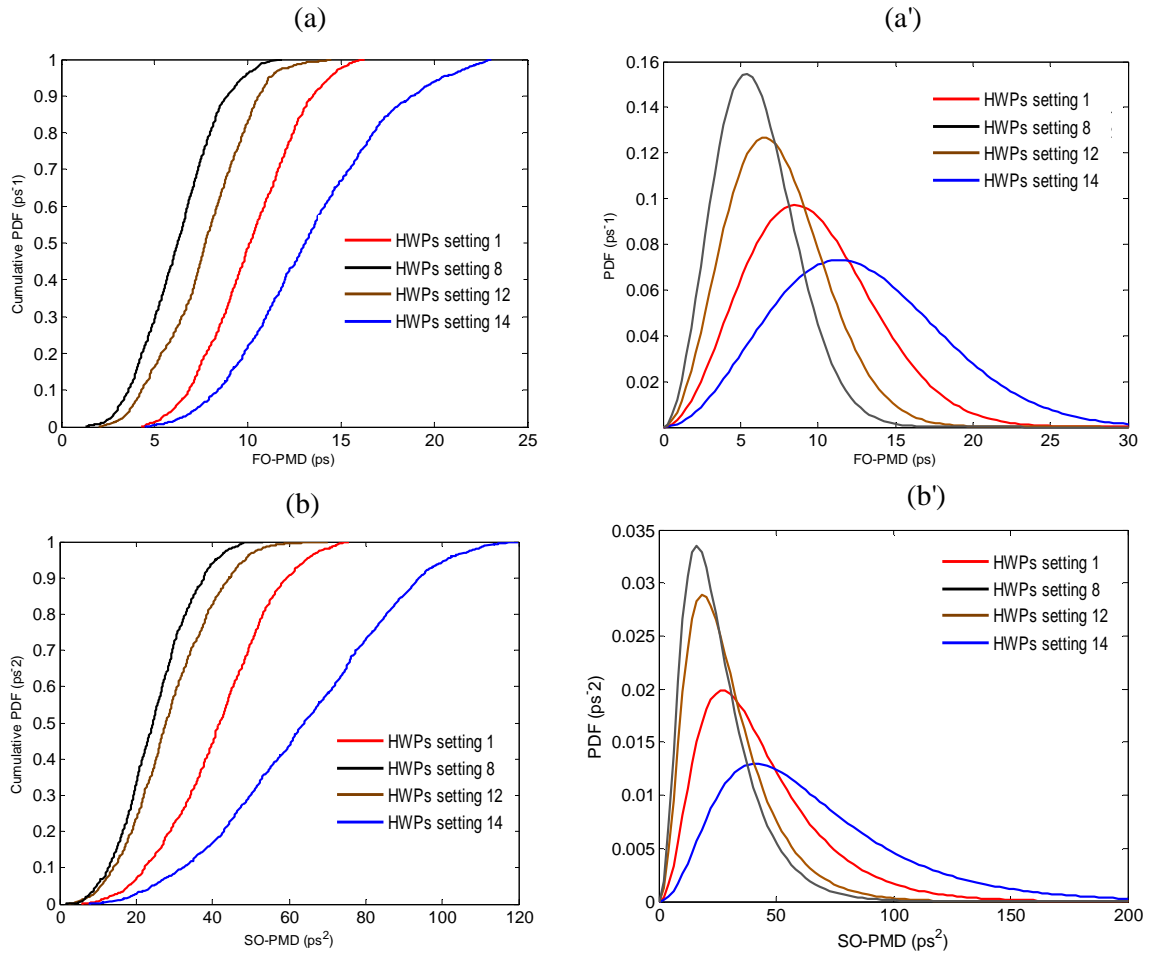 (a)
Cumulative PDF (ps-1)
1
0.9
0.8
0.7
0.6
0.5
0.4
0.3
0.2
0.1
0
HWPs setting 1
HWPs setting 8
HWPs setting 12
HWPs setting 14
0 5 10 15 20 25
FO-PMD (ps)
(a')
PDF (ps-1)
0.16
0.14
0.12
0.1
0.08
0.06
0.04
0.02
HWPs setting 1
HWPs setting 8
HWPs setting 12
HWPs setting 14
0 5 10 15 20 25 30
FO-PMD (ps)
(b)
Cumulative PDF (ps-2)
1
0.9
0.8
0.7
0.6
0.5
0.4
0.3
0.2
0.1
0
HWPs setting 1
HWPs setting 8
HWPs setting 12
HWPs setting 14
0 20 40 60 80 100 120
SO-PMD (ps2)
(b')
PDF (ps-2)
0.035
0.03
0.025
0.02
0.015
0.01
0.005
0
HWPs setting 1
HWPs setting 8
HWPs setting 12
HWPs setting 14
0 50 100 150 200
SO-PMD (ps2)